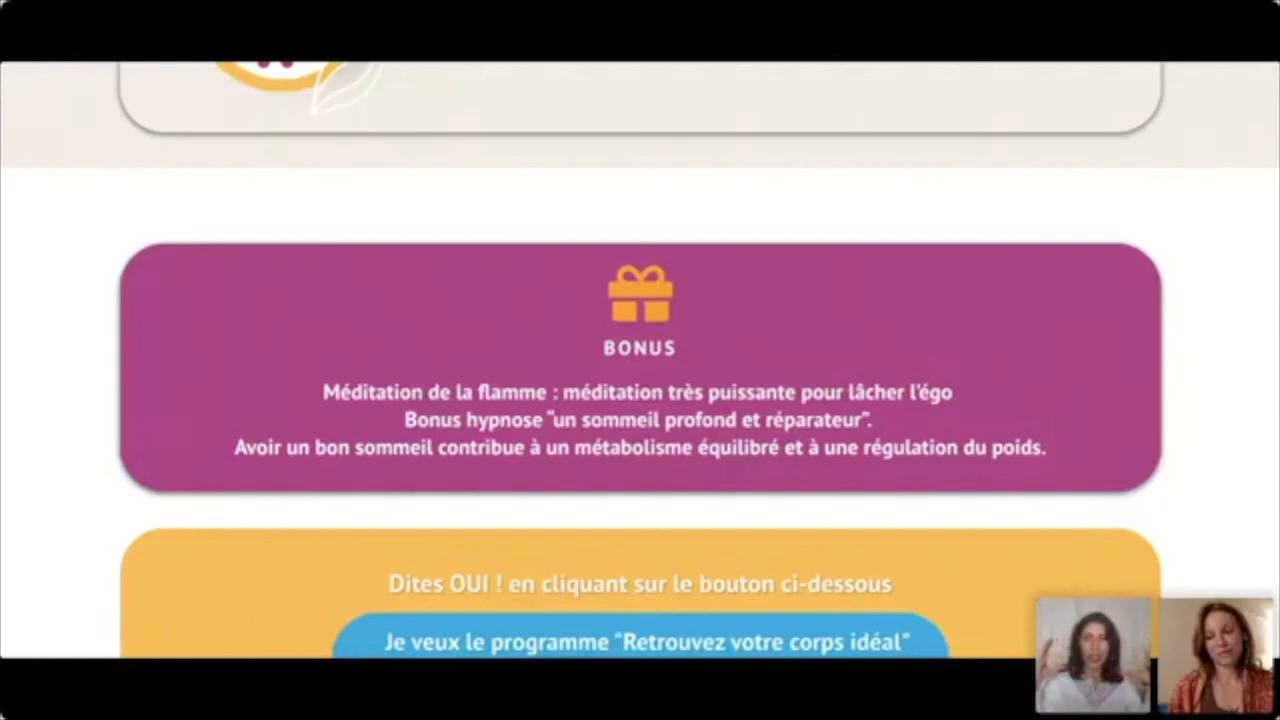 BONUS
Méditation de la flamme : méditation très puissante pour lâcher l'égo
Bonus hypnose "un sommeil profond et réparateur".
Avoir un bon sommeil contribue à un métabolisme équilibré et à une régulation du poids.
Dites OUI ! en cliquant sur le bouton ci-dessous
Je veux le programme "Retrouvez votre corps idéal"